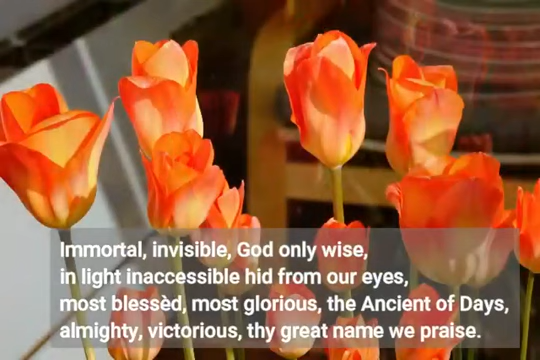 Immortal, invisible, God only wise,
in light inaccessible hid from our eyes,
most blessèd, most glorious, the Ancient of Days,
almighty, victorious, thy great name we praise.